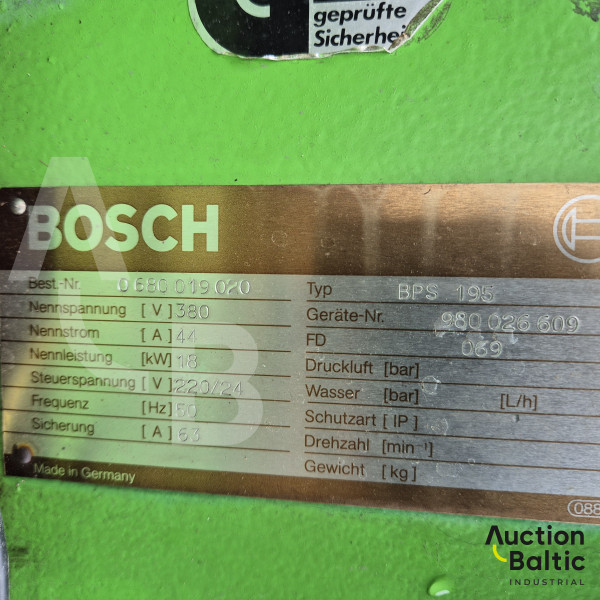 geprüfte
Sicherhei
BOSCH
Best.-Nr. 0 680 019 020
Nennspannung [ V ] 380
Nennstrom [ A ] 44
Nennleistung [kW] 18
Steuerspannung [ V ] 220/24
Frequenz [Hz] 50
Sicherung [ A ] 63
Made in Germany
Typ BPS 195
Geräte-Nr. 980 026 609
FD 069
Druckluft [bar]
Wasser [bar] [L/h]
Schutzart [ IP ]
Drehzahl [min⁻¹]
Gewicht [kg]
088
Auction
Baltic
INDUSTRIAL
AB